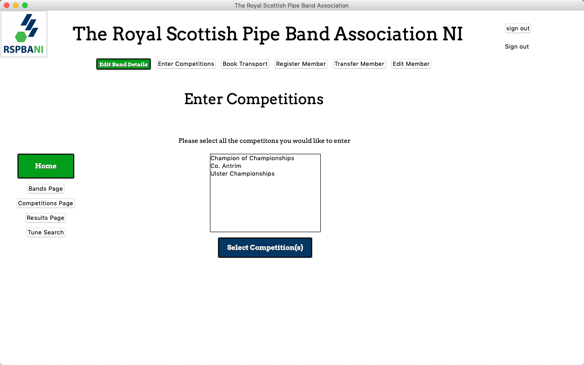 The Royal Scottish Pipe Band Association
RSPBANI
The Royal Scottish Pipe Band Association NI
sign out
Sign out
Edit Band Details Enter Competitions Book Transport Register Member Transfer Member Edit Member
Enter Competitions
Please select all the competitons you would like to enter
Champion of Championships
Co. Antrim
Ulster Championships
Select Competition(s)
Home
Bands Page
Competitions Page
Results Page
Tune Search